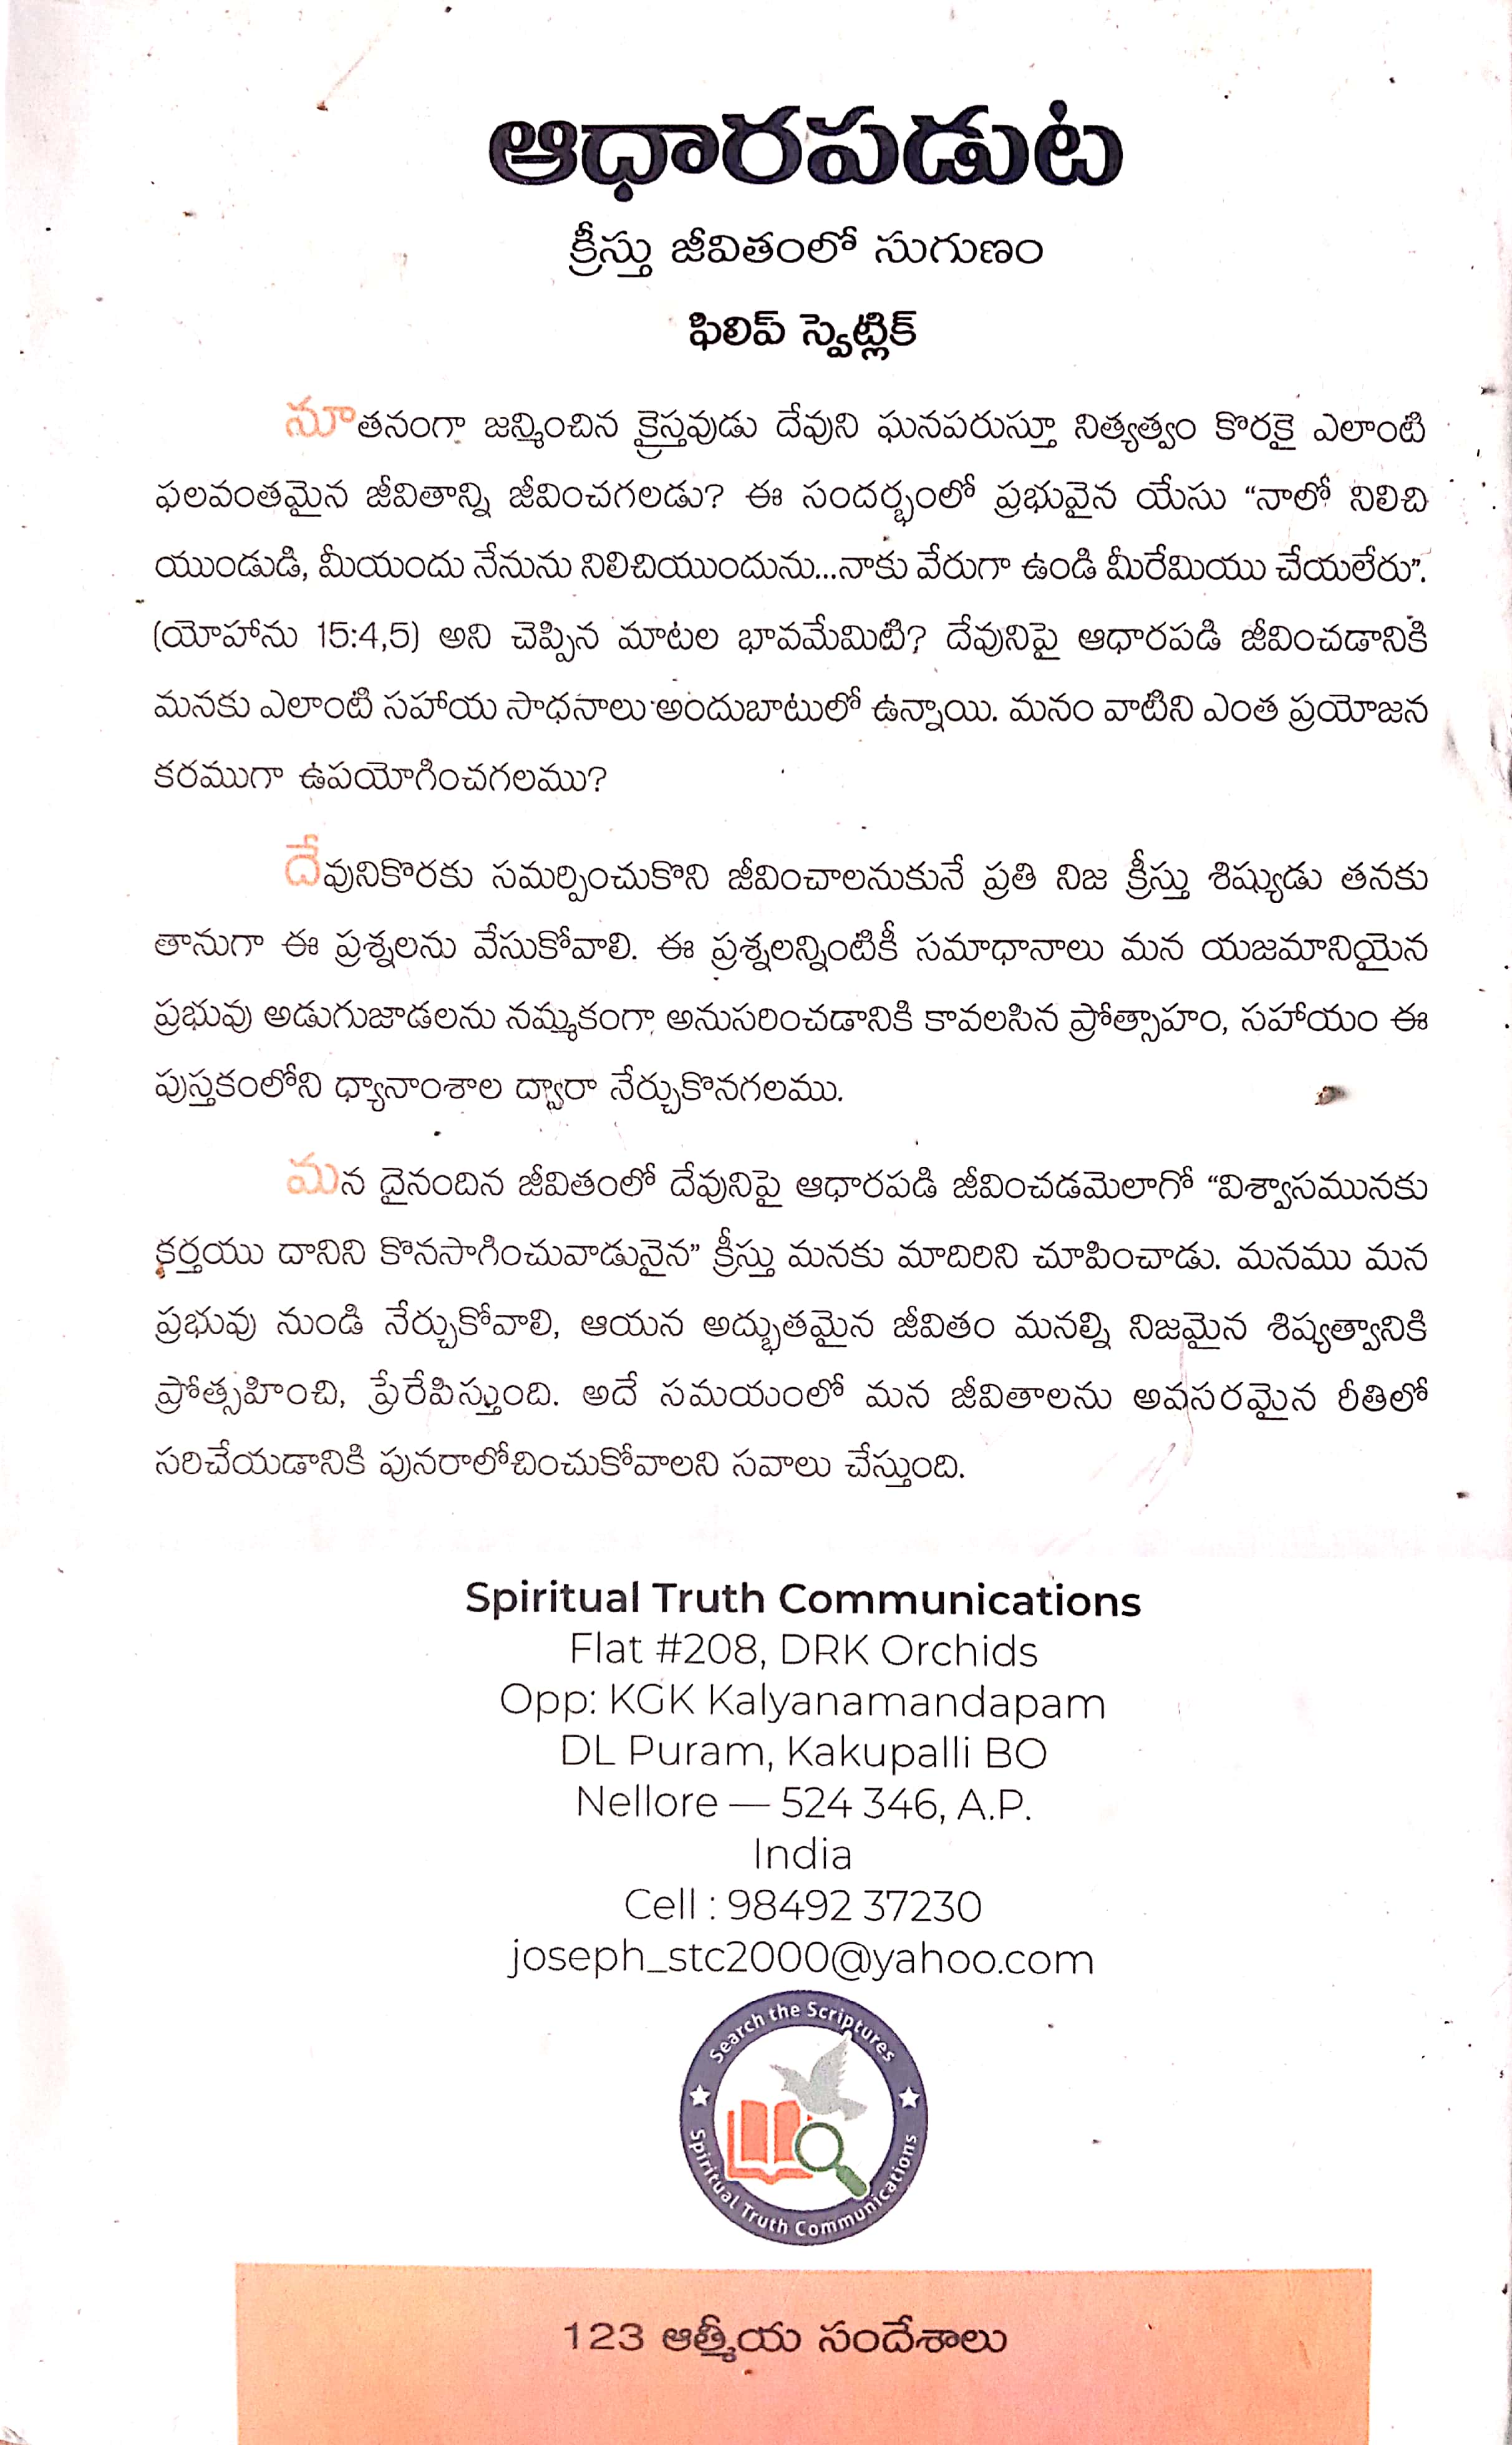 ఆధారపడుట
క్రీస్తు జీవితంలో సుగుణం
ఫిలిప్ స్వెట్లిక్
నూతనంగా జన్మించిన క్రైస్తవుడు దేవుని ఘనపరుస్తూ నిత్యత్వం కొరకై ఎలాంటి
ఫలవంతమైన జీవితాన్ని జీవించగలడు? ఈ సందర్భంలో ప్రభువైన యేసు “నాలో నిలిచి
యుండుడి, మీయందు నేనును నిలిచియుందును...నాకు వేరుగా ఉండి మీరేమియు చేయలేరు”.
(యోహాను 15:4,5) అని చెప్పిన మాటల భావమేమిటి? దేవునిపై ఆధారపడి జీవించడానికి
మనకు ఎలాంటి సహాయ సాధనాలు అందుబాటులో ఉన్నాయి. మనం వాటిని ఎంత ప్రయోజన
కరముగా ఉపయోగించగలము?
దేవునికొరకు సమర్పించుకొని జీవించాలనుకునే ప్రతి నిజ క్రీస్తు శిష్యుడు తనకు
తానుగా ఈ ప్రశ్నలను వేసుకోవాలి. ఈ ప్రశ్నలన్నింటికీ సమాధానాలు మన యజమానియైన
ప్రభువు అడుగుజాడలను నమ్మకంగా అనుసరించడానికి కావలసిన ప్రోత్సాహం, సహాయం ఈ
పుస్తకంలోని ధ్యానాంశాల ద్వారా నేర్చుకొనగలము.
మన దైనందిన జీవితంలో దేవునిపై ఆధారపడి జీవించడమెలాగో “విశ్వాసమునకు
కర్తయు దానిని కొనసాగించువాడునైన” క్రీస్తు మనకు మాదిరిని చూపించాడు. మనము మన
ప్రభువు నుండి నేర్చుకోవాలి, ఆయన అద్భుతమైన జీవితం మనల్ని నిజమైన శిష్యత్వానికి
ప్రోత్సహించి, ప్రేరేపిస్తుంది. అదే సమయంలో మన జీవితాలను అవసరమైన రీతిలో
సరిచేయడానికి పునరాలోచించుకోవాలని సవాలు చేస్తుంది.
Spiritual Truth Communications
Flat #208, DRK Orchids
Opp: KGK Kalyanamandapam
DL Puram, Kakupalli BO
Nellore — 524 346, A.P.
India
Cell : 98492 37230
joseph_stc2000@yahoo.com
Search the Scriptures
Spiritual Truth Communications
123 ఆత్మీయ సందేశాలు